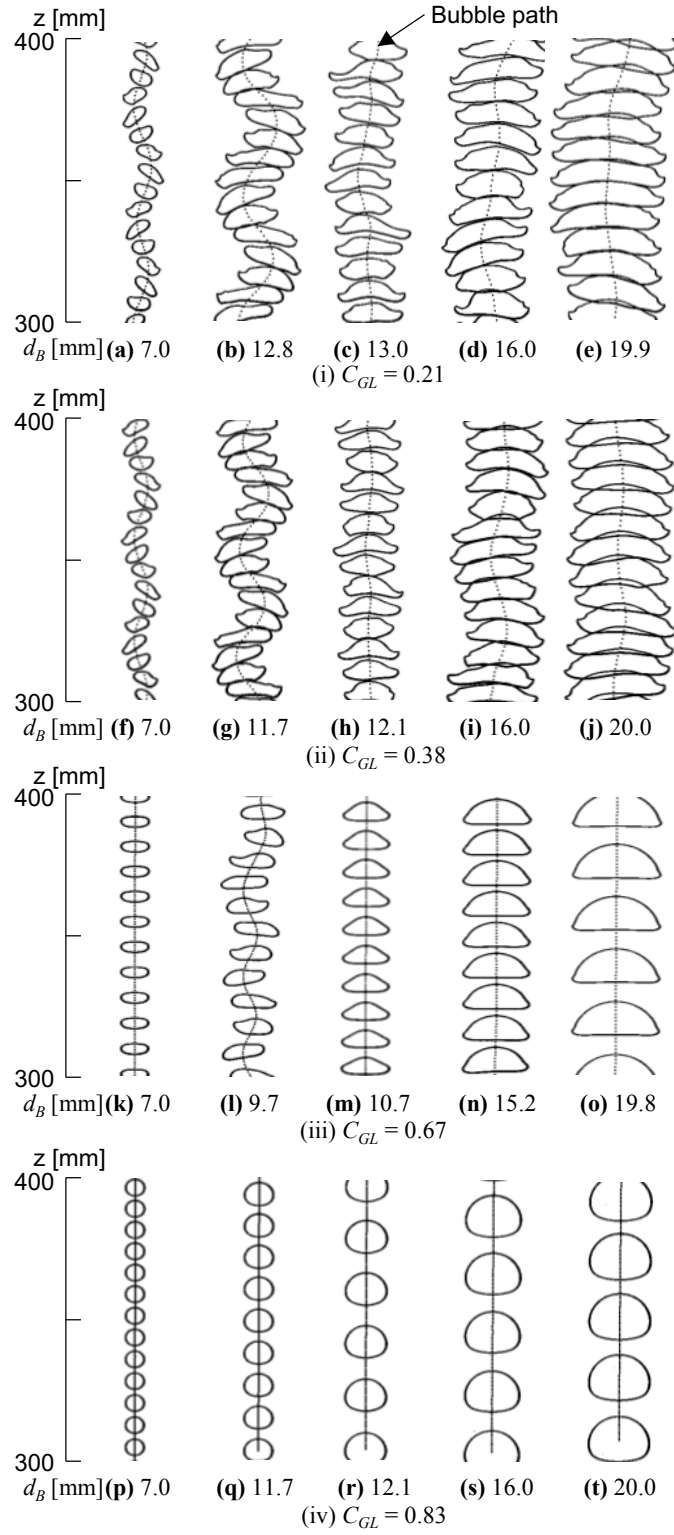 z [mm]
Bubble path
400
300
d_B [mm] (a) 7.0 (b) 12.8 (c) 13.0 (d) 16.0 (e) 19.9
(i) C_GL = 0.21
z [mm]
400
300
d_B [mm] (f) 7.0 (g) 11.7 (h) 12.1 (i) 16.0 (j) 20.0
(ii) C_GL = 0.38
z [mm]
400
300
d_B [mm] (k) 7.0 (l) 9.7 (m) 10.7 (n) 15.2 (o) 19.8
(iii) C_GL = 0.67
z [mm]
400
300
d_B [mm] (p) 7.0 (q) 11.7 (r) 12.1 (s) 16.0 (t) 20.0
(iv) C_GL = 0.83